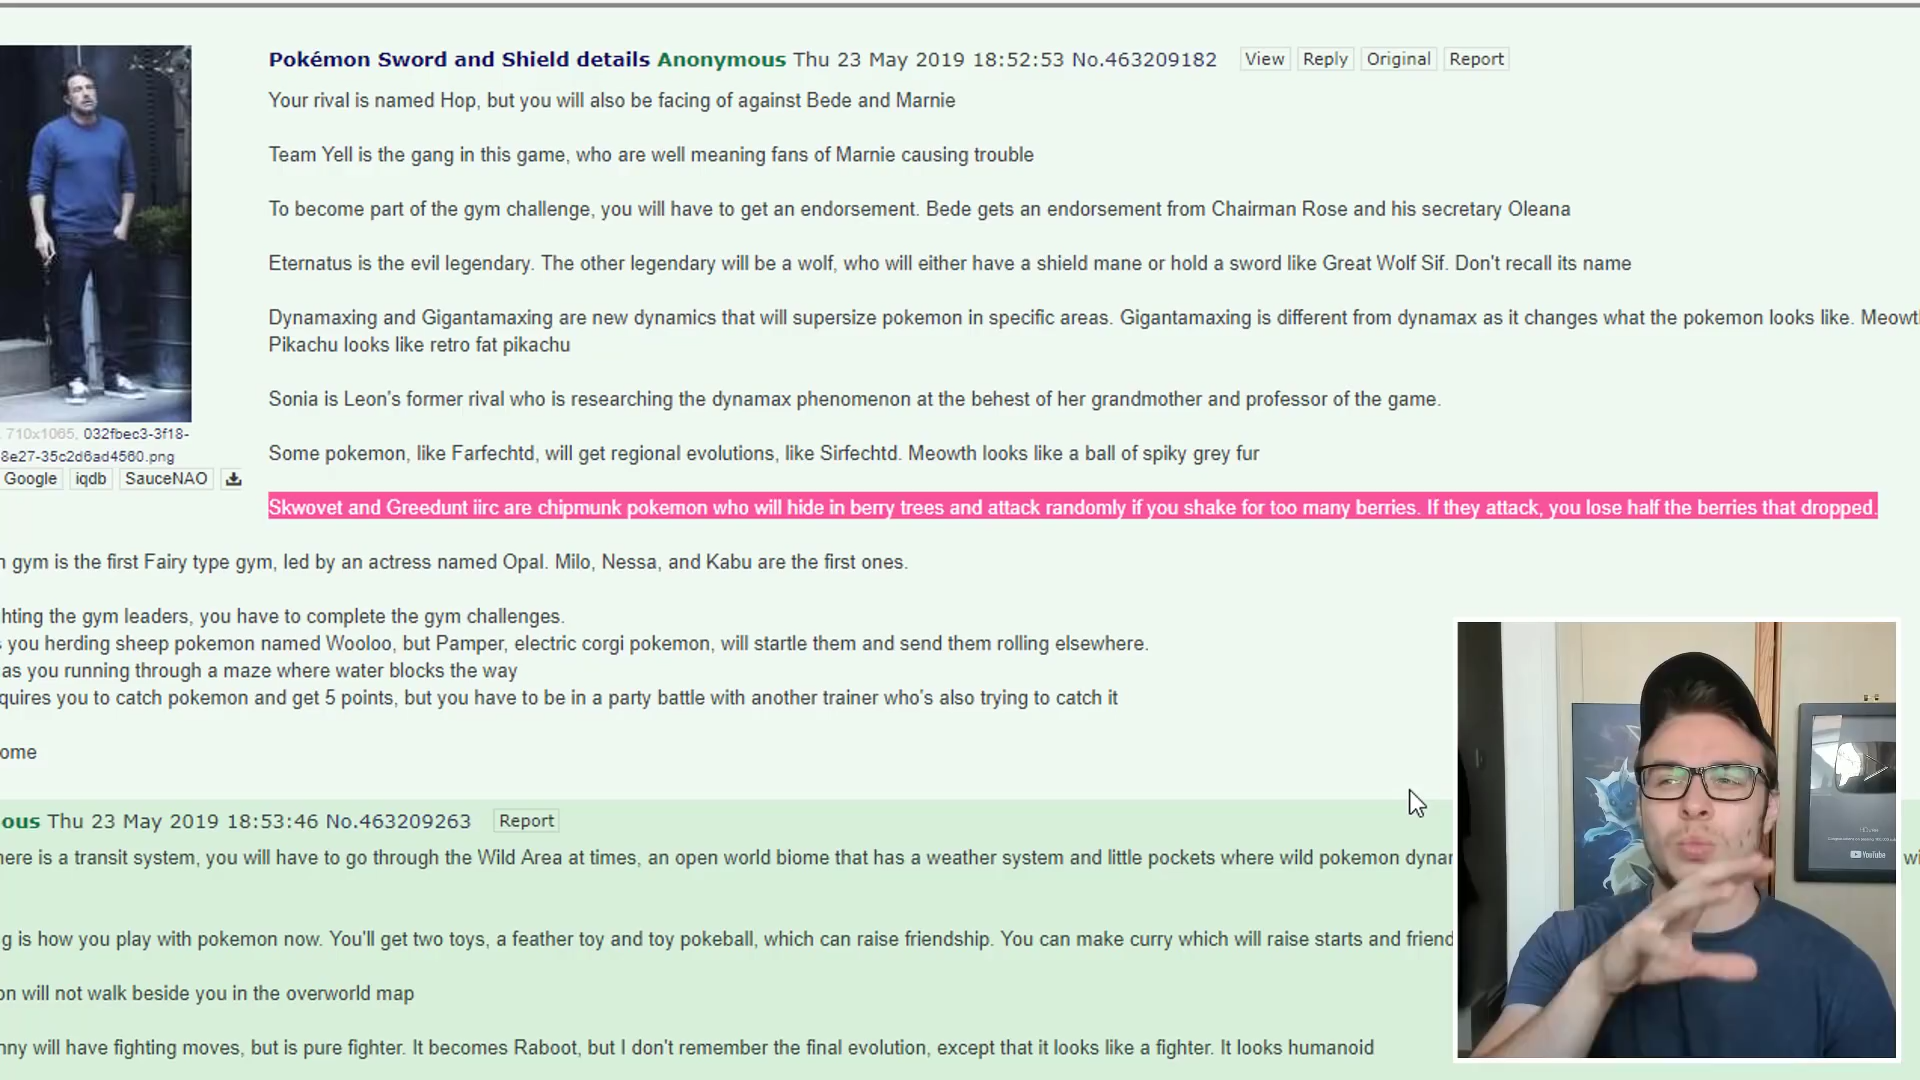 Pokémon Sword and Shield details Anonymous Thu 23 May 2019 18:52:53 No.463209182 View Reply Original Report
Your rival is named Hop, but you will also be facing of against Bede and Marnie
Team Yell is the gang in this game, who are well meaning fans of Marnie causing trouble
To become part of the gym challenge, you will have to get an endorsement. Bede gets an endorsement from Chairman Rose and his secretary Oleana
Eternatus is the evil legendary. The other legendary will be a wolf, who will either have a shield mane or hold a sword like Great Wolf Sif. Don't recall its name
Dynamaxing and Gigantamaxing are new dynamics that will supersize pokemon in specific areas. Gigantamaxing is different from dynamax as it changes what the pokemon looks like. Meowt
Pikachu looks like retro fat pikachu
Sonia is Leon's former rival who is researching the dynamax phenomenon at the behest of her grandmother and professor of the game.
710x1065, 032fbec3-3f18-
8e27-35c2d6ad4560.png
Google iqdb SauceNAO
Some pokemon, like Farfechtd, will get regional evolutions, like Sirfechtd. Meowth looks like a ball of spiky grey fur
Skwovet and Greedunt iirc are chipmunk pokemon who will hide in berry trees and attack randomly if you shake for too many berries. If they attack, you lose half the berries that dropped.
gym is the first Fairy type gym, led by an actress named Opal. Milo, Nessa, and Kabu are the first ones.
hting the gym leaders, you have to complete the gym challenges.
s you herding sheep pokemon named Wooloo, but Pamper, electric corgi pokemon, will startle them and send them rolling elsewhere.
as you running through a maze where water blocks the way
quires you to catch pokemon and get 5 points, but you have to be in a party battle with another trainer who's also trying to catch it
ome
ous Thu 23 May 2019 18:53:46 No.463209263 Report
here is a transit system, you will have to go through the Wild Area at times, an open world biome that has a weather system and little pockets where wild pokemon dynar
wi
g is how you play with pokemon now. You'll get two toys, a feather toy and toy pokeball, which can raise friendship. You can make curry which will raise starts and friend
on will not walk beside you in the overworld map
nny will have fighting moves, but is pure fighter. It becomes Raboot, but I don't remember the final evolution, except that it looks like a fighter. It looks humanoid
YouTube